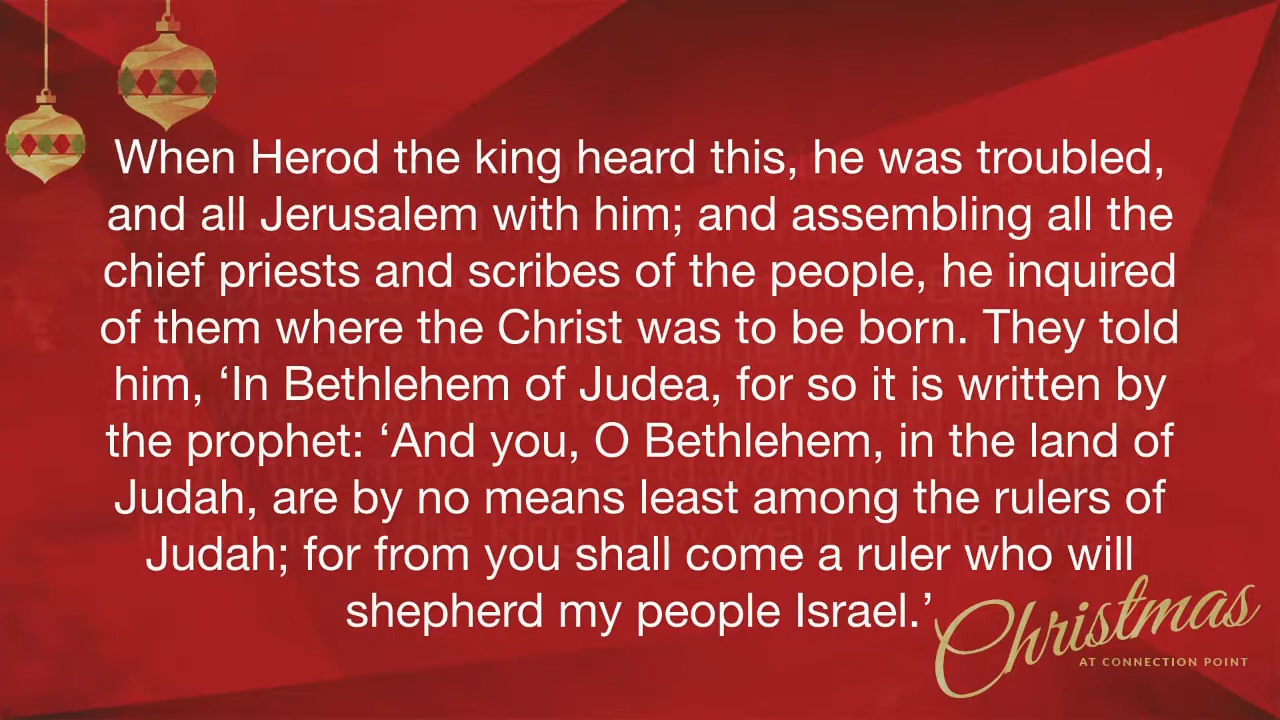 When Herod the king heard this, he was troubled,
and all Jerusalem with him; and assembling all the
chief priests and scribes of the people, he inquired
of them where the Christ was to be born. They told
him, ‘In Bethlehem of Judea, for so it is written by
the prophet: ‘And you, O Bethlehem, in the land of
Judah, are by no means least among the rulers of
Judah; for from you shall come a ruler who will
shepherd my people Israel.’
Christmas
AT CONNECTION POINT